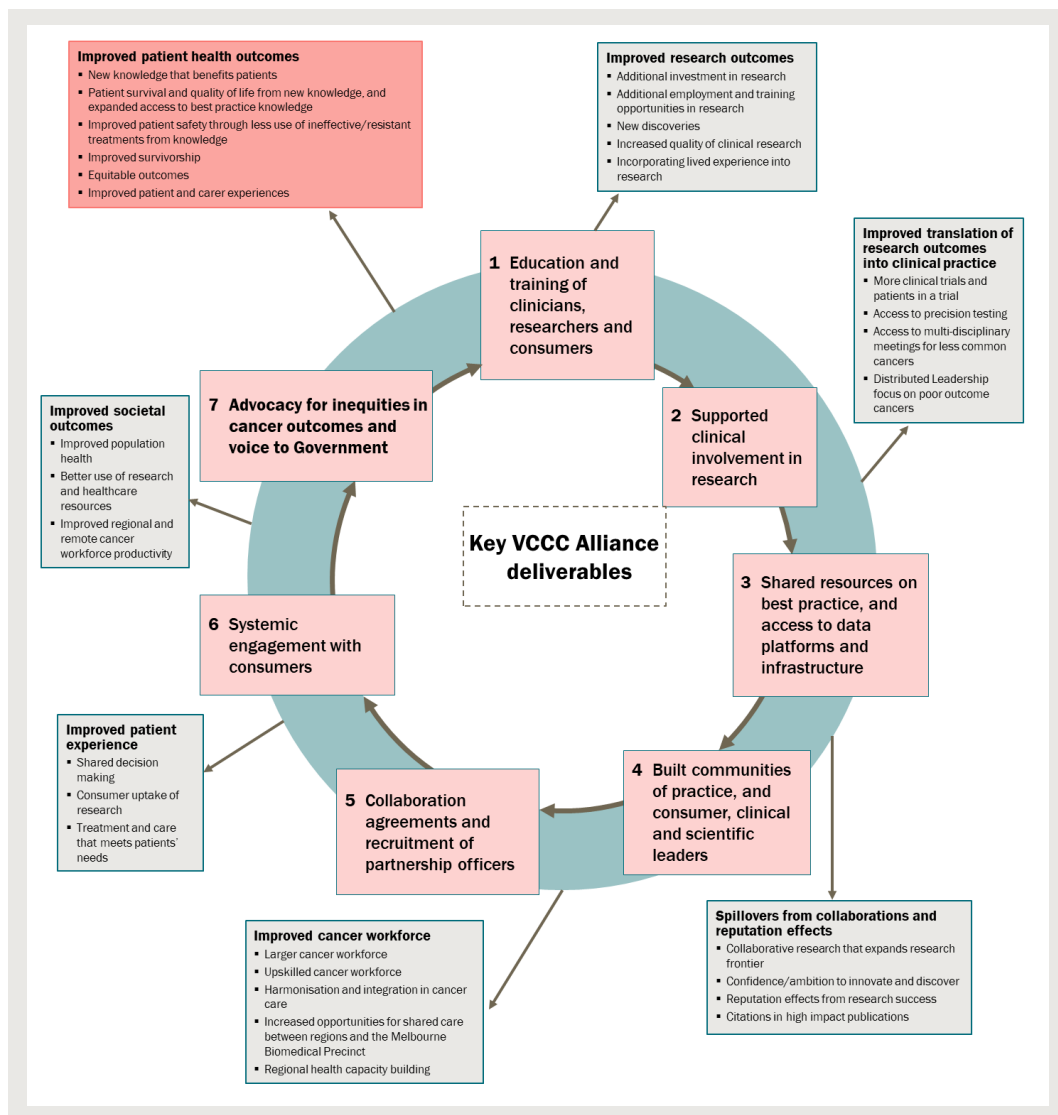 Improved patient health outcomes
▪ New knowledge that benefits patients
▪ Patient survival and quality of life from new knowledge, and
expanded access to best practice knowledge
▪ Improved patient safety through less use of ineffective/resistant
treatments from knowledge
▪ Improved survivorship
▪ Equitable outcomes
▪ Improved patient and carer experiences
Improved research outcomes
▪ Additional investment in research
▪ Additional employment and training
opportunities in research
▪ New discoveries
▪ Increased quality of clinical research
▪ Incorporating lived experience into
research
Improved translation of
research outcomes
into clinical practice
▪ More clinical trials and
patients in a trial
▪ Access to precision testing
▪ Access to multi-disciplinary
meetings for less common
cancers
▪ Distributed Leadership
focus on poor outcome
cancers
1 Education and
training of
clinicians,
researchers and
consumers
2 Supported
clinical
involvement in
research
Key VCCC Alliance
deliverables
3 Shared resources on
best practice, and
access to data
platforms and
infrastructure
4 Built communities
of practice, and
consumer, clinical
and scientific
leaders
5 Collaboration
agreements and
recruitment of
partnership officers
6 Systemic
engagement with
consumers
7 Advocacy for inequities in
cancer outcomes and
voice to Government
Improved societal
outcomes
▪ Improved population
health
▪ Better use of research
and healthcare
resources
▪ Improved regional and
remote cancer
workforce productivity
Improved patient
experience
▪ Shared decision
making
▪ Consumer uptake of
research
▪ Treatment and care
that meets patients'
needs
Improved cancer workforce
▪ Larger cancer workforce
▪ Upskilled cancer workforce
▪ Harmonisation and integration in cancer
care
▪ Increased opportunities for shared care
between regions and the Melbourne
Biomedical Precinct
▪ Regional health capacity building
Spillovers from collaborations and
reputation effects
▪ Collaborative research that expands research
frontier
▪ Confidence/ambition to innovate and discover
▪ Reputation effects from research success
▪ Citations in high impact publications